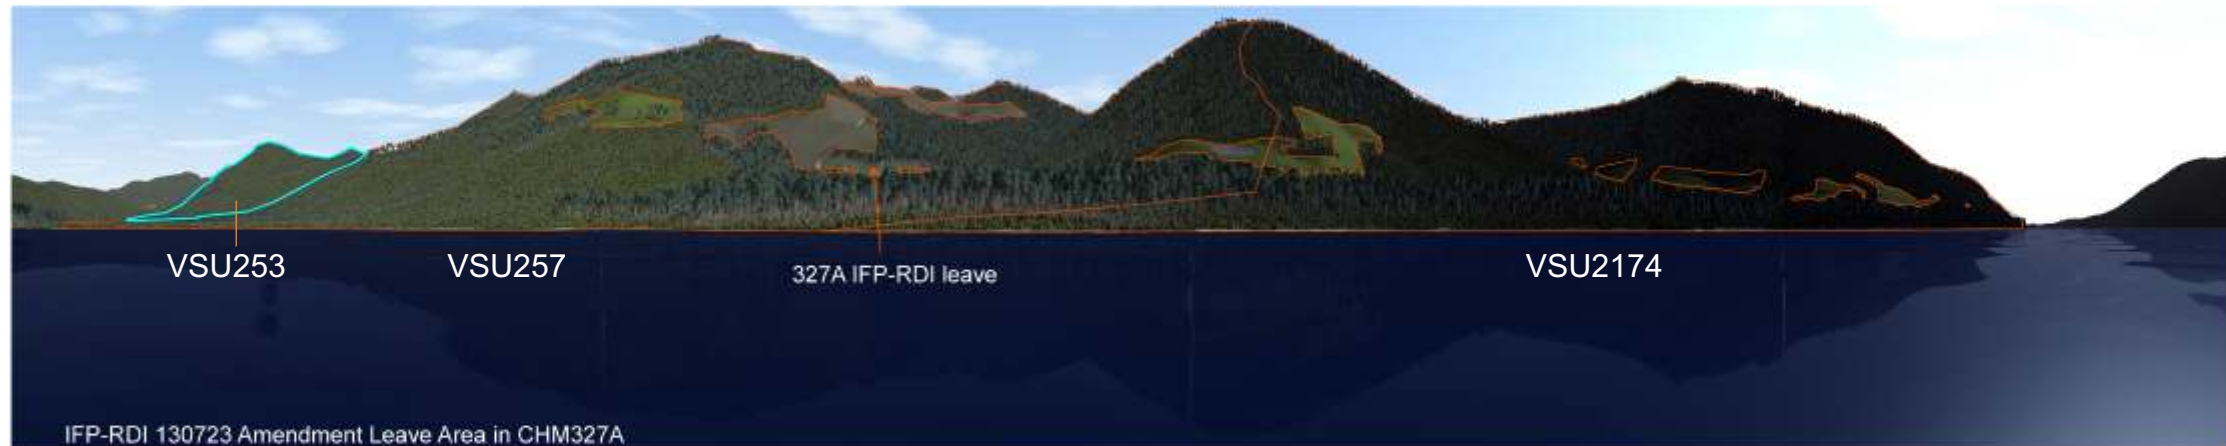 VSU253
VSU257
327A IFP-RDI leave
VSU2174
IFP-RDI 130723 Amendment Leave Area in CHM327A